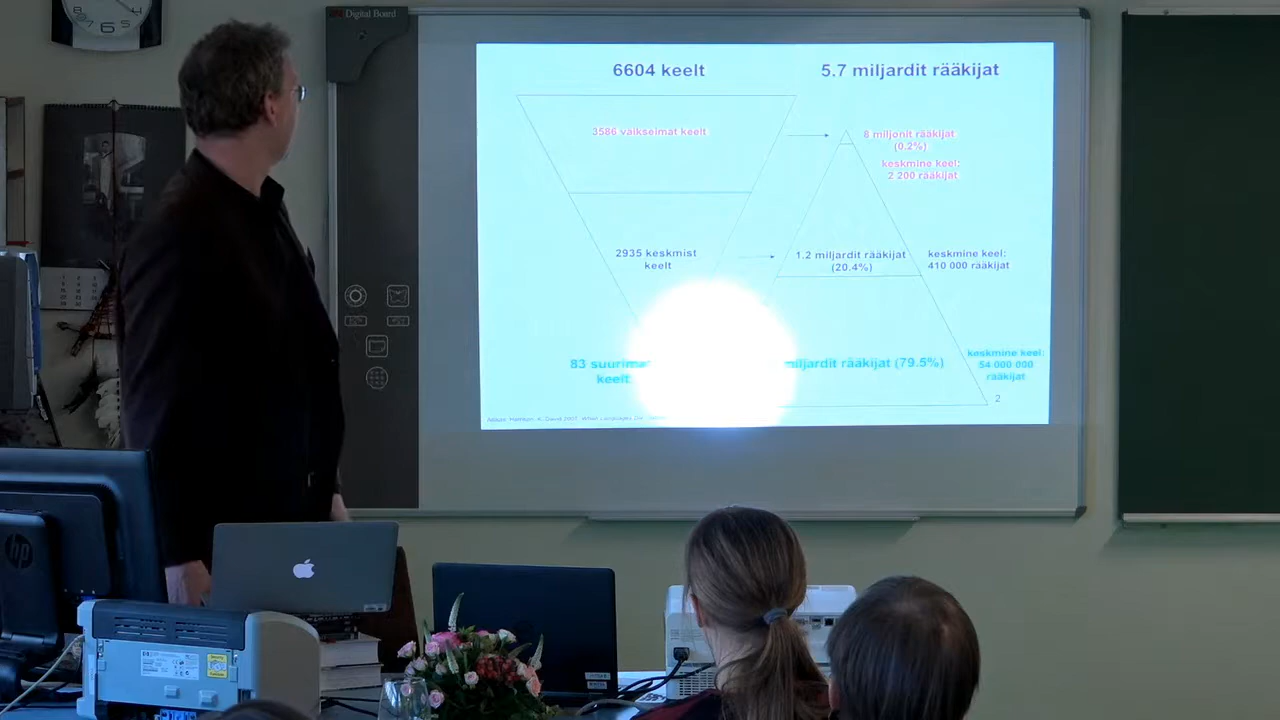 Digital Board
6604 keelt
5.7 miljardit rääkijat
3586 väikseimat keelt
8 miljonit rääkijat
(0.2%)
keskmine keel:
2 200 rääkijat
2935 keskmist
keelt
1.2 miljardit rääkijat
(20.4%)
keskmine keel:
410 000 rääkijat
83
keelt
rääkijat (79.5%)
keskmine keel:
54 000 000
rääkijat
2
hp